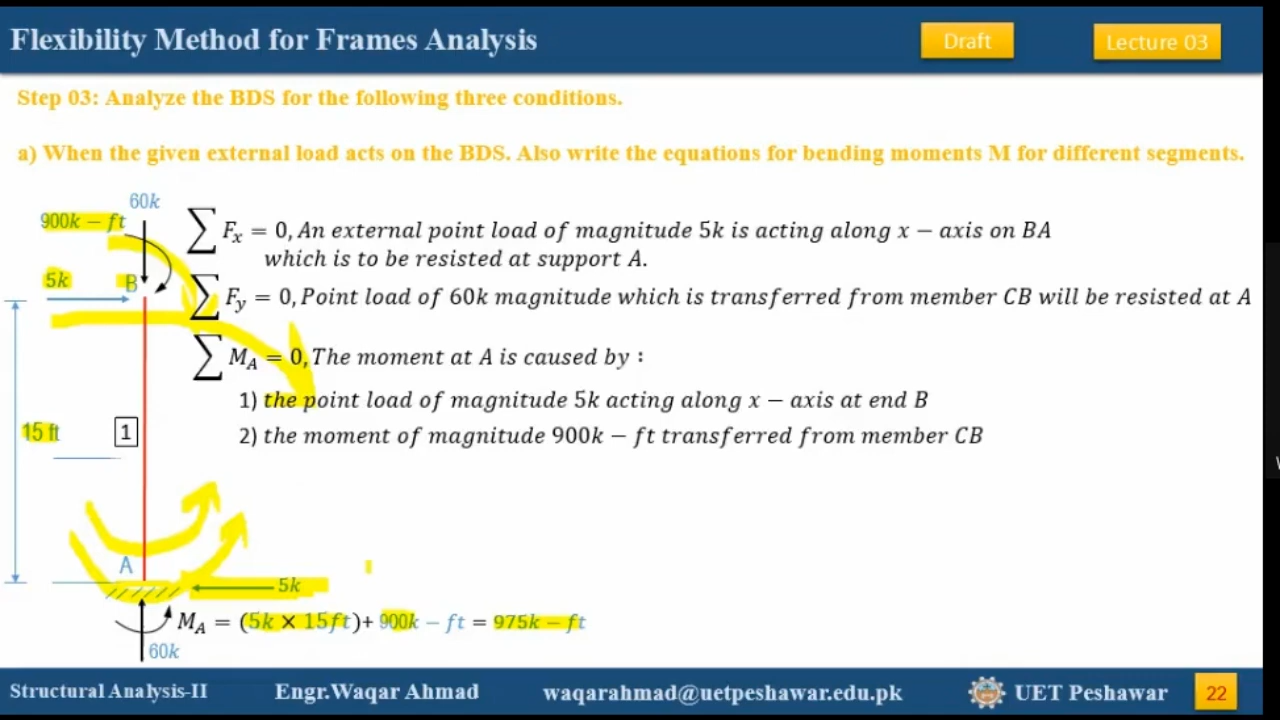 Flexibility Method for Frames Analysis
Draft
Lecture 03
Step 03: Analyze the BDS for the following three conditions.
a) When the given external load acts on the BDS. Also write the equations for bending moments M for different segments.
60k
900k − ft
5k
B
15 ft
1
A
5k
60k
∑ Fx = 0, An external point load of magnitude 5k is acting along x − axis on BA
which is to be resisted at support A.
∑ Fy = 0, Point load of 60k magnitude which is transferred from member CB will be resisted at A
∑ MA = 0, The moment at A is caused by :
1) the point load of magnitude 5k acting along x − axis at end B
2) the moment of magnitude 900k − ft transferred from member CB
MA = (5k × 15ft)+ 900k − ft = 975k − ft
Structural Analysis-II
Engr.Waqar Ahmad
waqarahmad@uetpeshawar.edu.pk
UET Peshawar
22